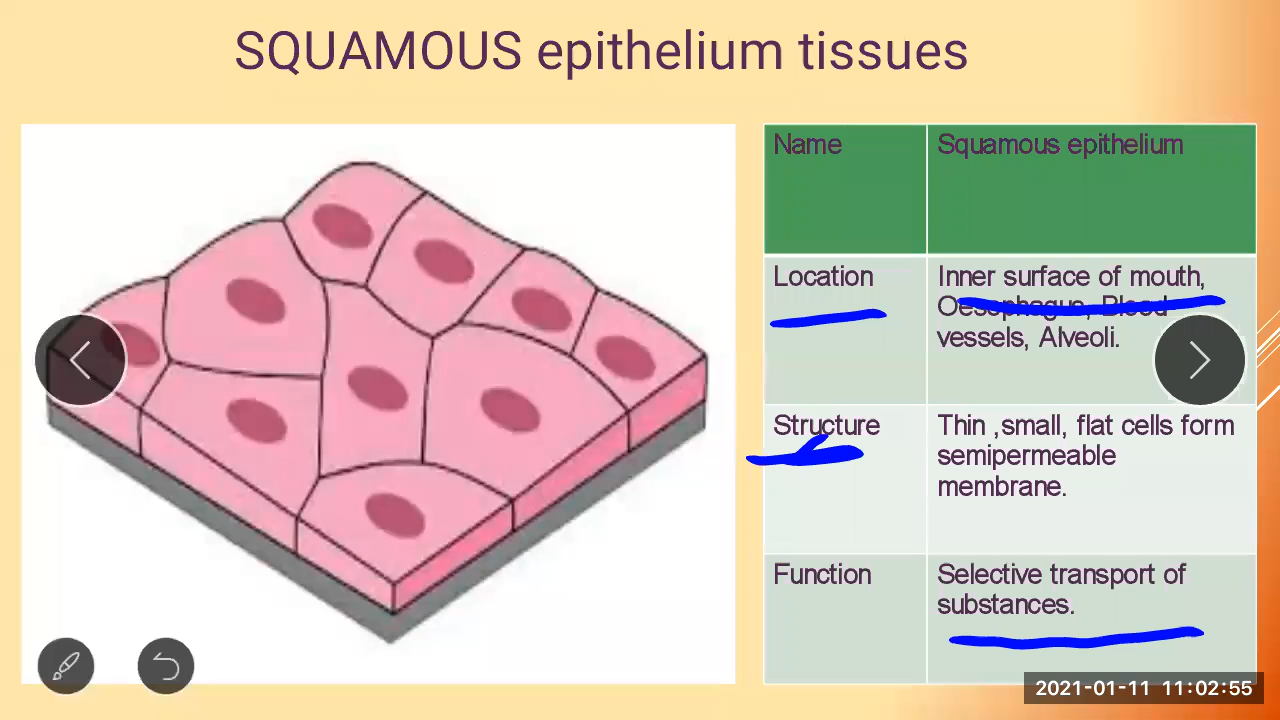 SQUAMOUS epithelium tissues
Name
Squamous epithelium
Location
Inner surface of mouth,
Oesophagus, Blood
vessels, Alveoli.
Structure
Thin ,small, flat cells form
semipermeable
membrane.
Function
Selective transport of
substances.
2021-01-11 11:02:55